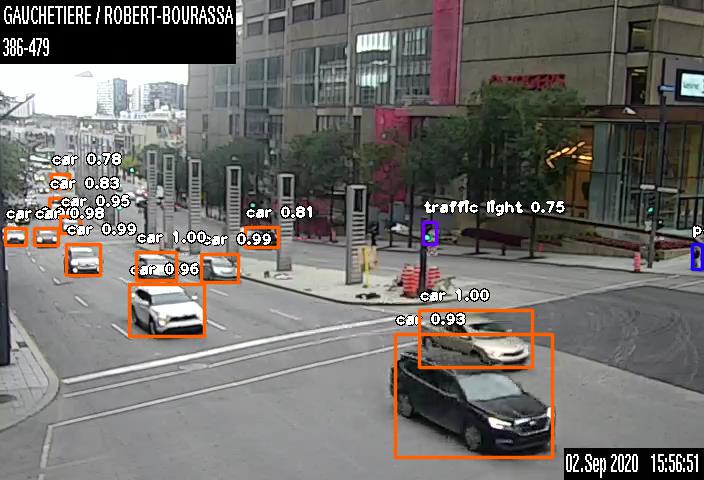 GAUCHETIERE / ROBERT-BOURASSA
386-479
ROGERS
car 0.78
car 0.83
car 0.95
car
car 0.98
car 0.99
car 1.00
car 0.99
car 0.81
car 0.96
traffic light 0.75
car 1.00
car 0.93
02.Sep 2020 15:56:51